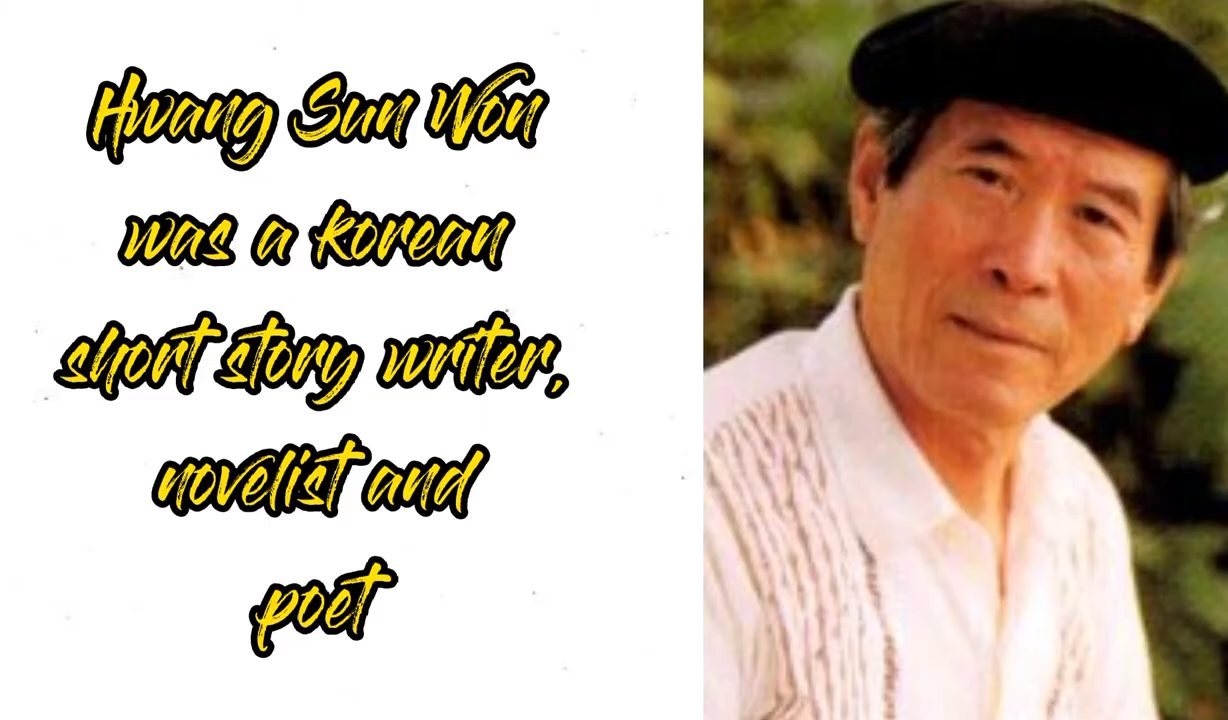 Hwang Sun Won
was a korean
short story writer,
novelist and
poet